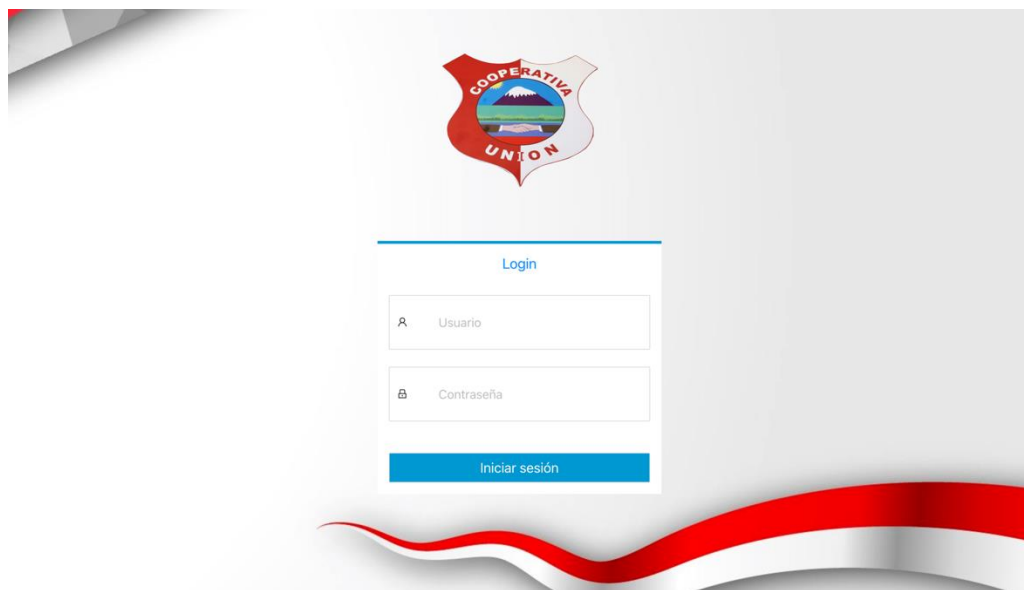 COOPERATIVA
UNION
Login
Usuario
Contraseña
Iniciar sesión